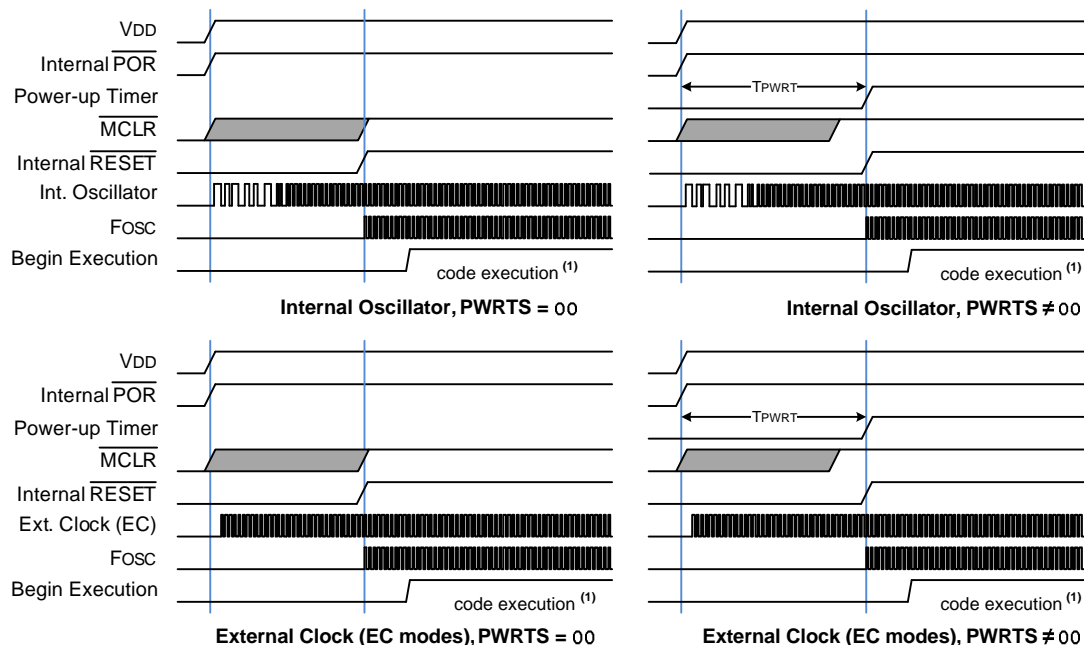 VDD
Internal POR
Power-up Timer
TPWRT
MCLR
Internal RESET
Int. Oscillator
FOSC
Begin Execution
code execution (1)
code execution (1)
Internal Oscillator, PWRTS = 00
Internal Oscillator, PWRTS ≠ 00
VDD
Internal POR
Power-up Timer
TPWRT
MCLR
Internal RESET
Ext. Clock (EC)
FOSC
Begin Execution
code execution (1)
code execution (1)
External Clock (EC modes), PWRTS = 00
External Clock (EC modes), PWRTS ≠ 00